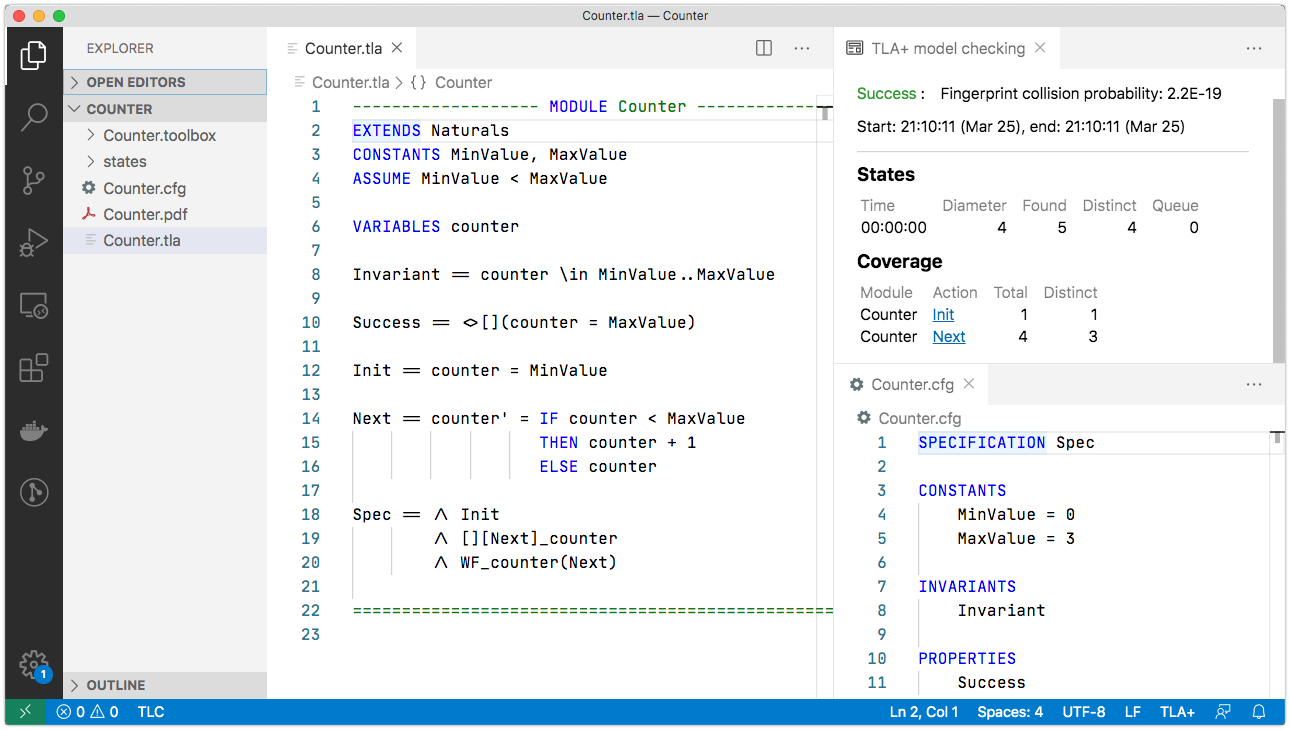 Counter.tla — Counter
EXPLORER
OPEN EDITORS
COUNTER
Counter.toolbox
states
Counter.cfg
Counter.pdf
Counter.tla
OUTLINE
1
Counter.tla
Counter.tla > {} Counter
1 ------------------- MODULE Counter -------------
2 EXTENDS Naturals
3 CONSTANTS MinValue, MaxValue
4 ASSUME MinValue < MaxValue
5
6 VARIABLES counter
7
8 Invariant == counter \in MinValue..MaxValue
9
10 Success == <>[](counter = MaxValue)
11
12 Init == counter = MinValue
13
14 Next == counter' = IF counter < MaxValue
15 THEN counter + 1
16 ELSE counter
17
18 Spec == /\ Init
19 /\ [][Next]_counter
20 /\ WF_counter(Next)
21
22 =================================================
23
TLA+ model checking
Success : Fingerprint collision probability: 2.2E-19
Start: 21:10:11 (Mar 25), end: 21:10:11 (Mar 25)
States
Time Diameter Found Distinct Queue
00:00:00 4 5 4 0
Coverage
Module Action Total Distinct
Counter Init 1 1
Counter Next 4 3
Counter.cfg
Counter.cfg
1 SPECIFICATION Spec
2
3 CONSTANTS
4 MinValue = 0
5 MaxValue = 3
6
7 INVARIANTS
8 Invariant
9
10 PROPERTIES
11 Success
0 0 TLC
Ln 2, Col 1 Spaces: 4 UTF-8 LF TLA+